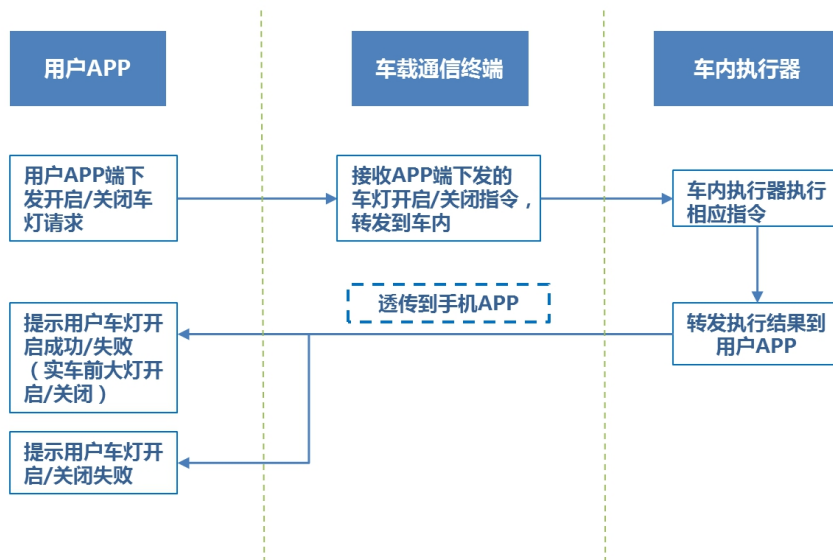 用户APP
车载通信终端
车内执行器
用户APP端下
发开启/关闭车
灯请求
接收APP端下发的
车灯开启/关闭指令，
转发到车内
车内执行器执行
相应指令
透传到手机APP
提示用户车灯开
启成功/失败
（实车前大灯开
启/关闭）
转发执行结果到
用户APP
提示用户车灯开
启/关闭失败